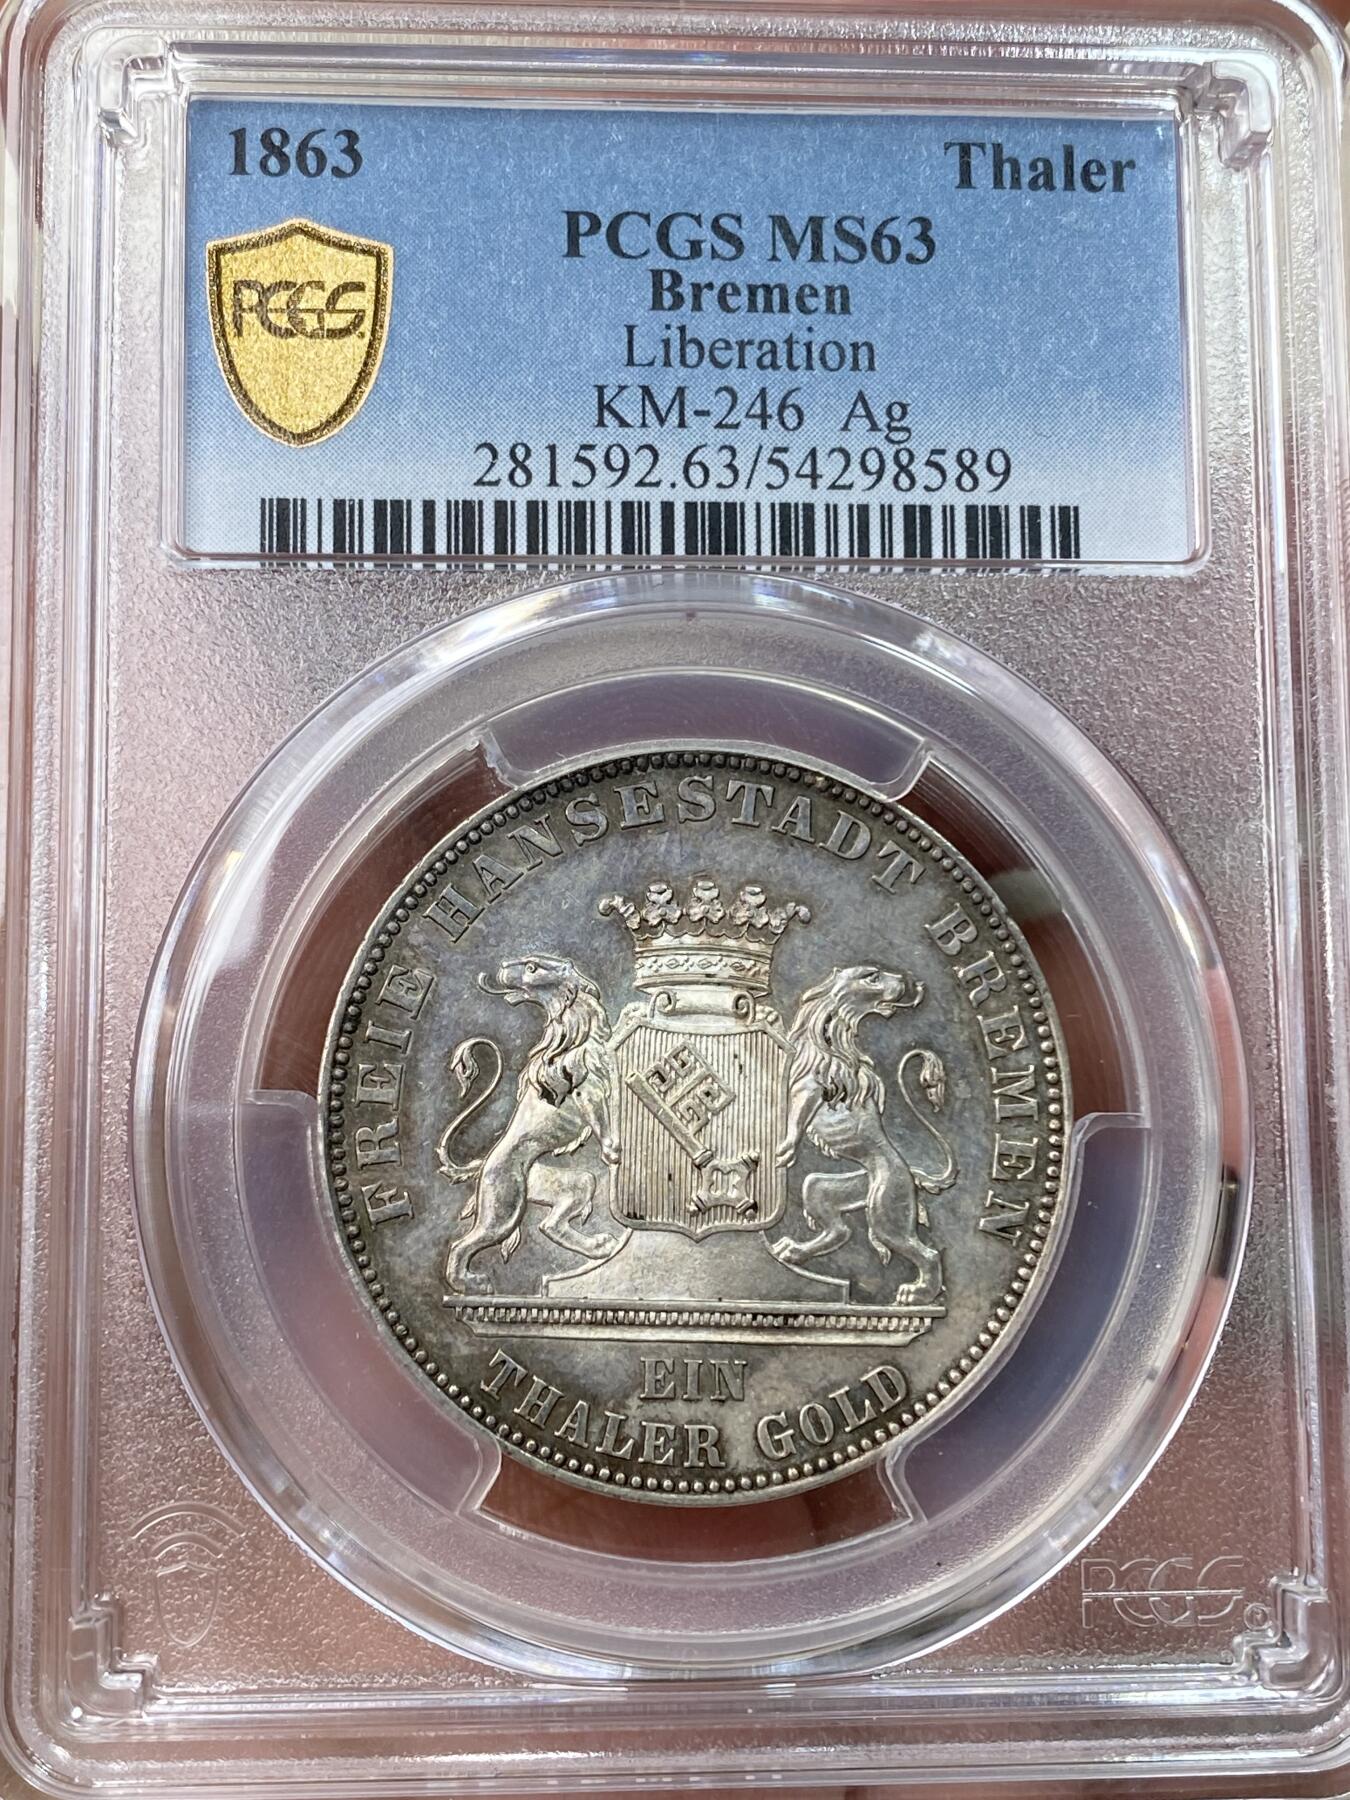 1863 Thaler
PCGS MS63
PCGS
Bremen
Liberation
KM-246 Ag
281592.63/54298589
FREIE HANSESTADT BREMEN
EIN
THALER GOLD
PCGS